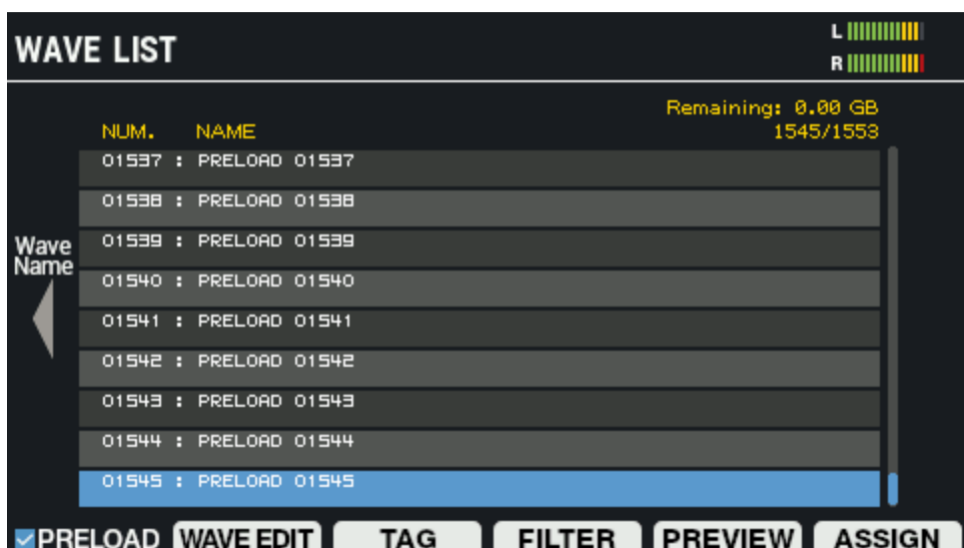 WAVE LIST
L
R
Remaining: 0.00 GB
NUM. NAME 1545/1553
01537 : PRELOAD 01537
01538 : PRELOAD 01538
01539 : PRELOAD 01539
Wave
Name
01540 : PRELOAD 01540
01541 : PRELOAD 01541
01542 : PRELOAD 01542
01543 : PRELOAD 01543
01544 : PRELOAD 01544
01545 : PRELOAD 01545
PRELOAD WAVE EDIT TAG FILTER PREVIEW ASSIGN